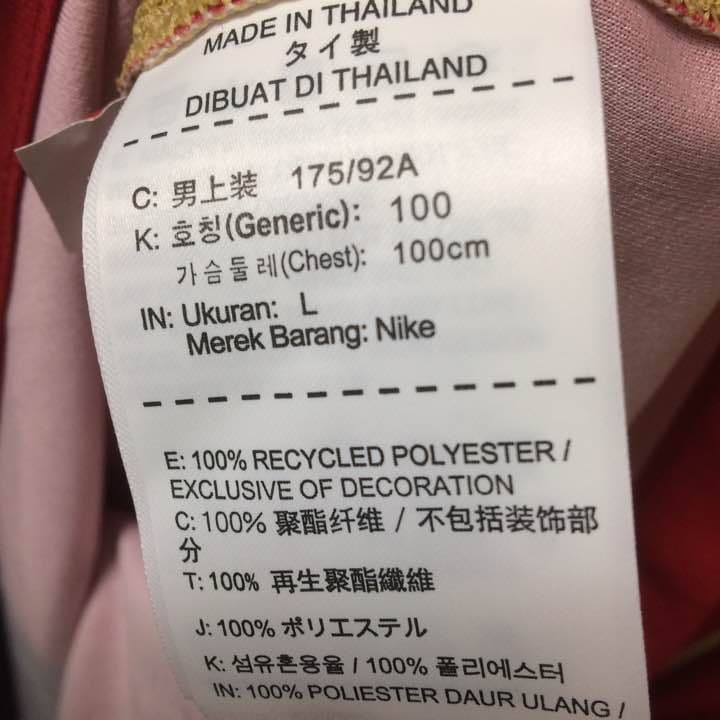 MADE IN THAILAND
タイ製
DIBUAT DI THAILAND
C: 男上装 175/92A
K: 호칭(Generic): 100
가슴둘레(Chest): 100cm
IN: Ukuran: L
Merek Barang: Nike
E: 100% RECYCLED POLYESTER /
EXCLUSIVE OF DECORATION
C: 100% 聚酯纤维 / 不包括装饰部
分
T: 100% 再生聚酯纖維
J: 100% ポリエステル
K: 섬유혼용율 / 100% 폴리에스터
IN: 100% POLIESTER DAUR ULANG /